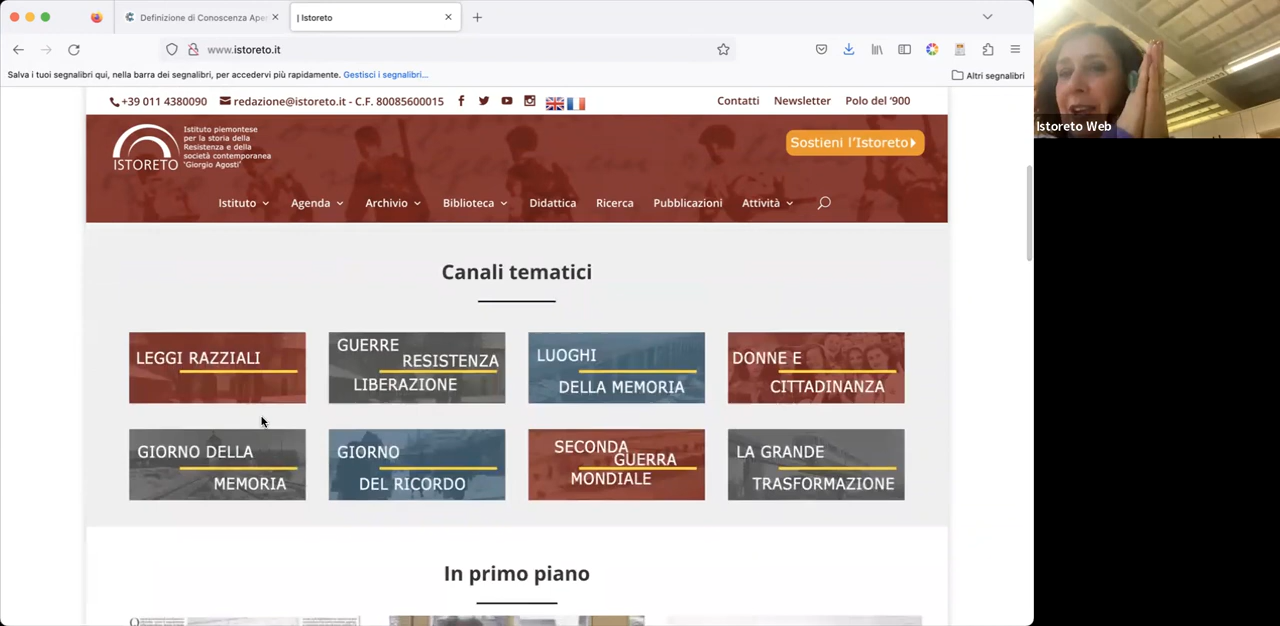 Definizione di Conoscenza Aper
| Istoreto
www.istoreto.it
Salva i tuoi segnalibri qui, nella barra dei segnalibri, per accedervi più rapidamente. Gestisci i segnalibri...
Altri segnalibri
+39 011 4380090
redazione@istoreto.it - C.F. 80085600015
Contatti
Newsletter
Polo del '900
ISTORETO
Istituto piemontese
per la storia della
Resistenza e della
società contemporanea
'Giorgio Agosti'
Sostieni l'Istoreto
Istituto
Agenda
Archivio
Biblioteca
Didattica
Ricerca
Pubblicazioni
Attività
Canali tematici
LEGGI RAZZIALI
GUERRE
RESISTENZA
LIBERAZIONE
LUOGHI
DELLA MEMORIA
DONNE E
CITTADINANZA
GIORNO DELLA
MEMORIA
GIORNO
DEL RICORDO
SECONDA
GUERRA
MONDIALE
LA GRANDE
TRASFORMAZIONE
In primo piano
Istoreto Web